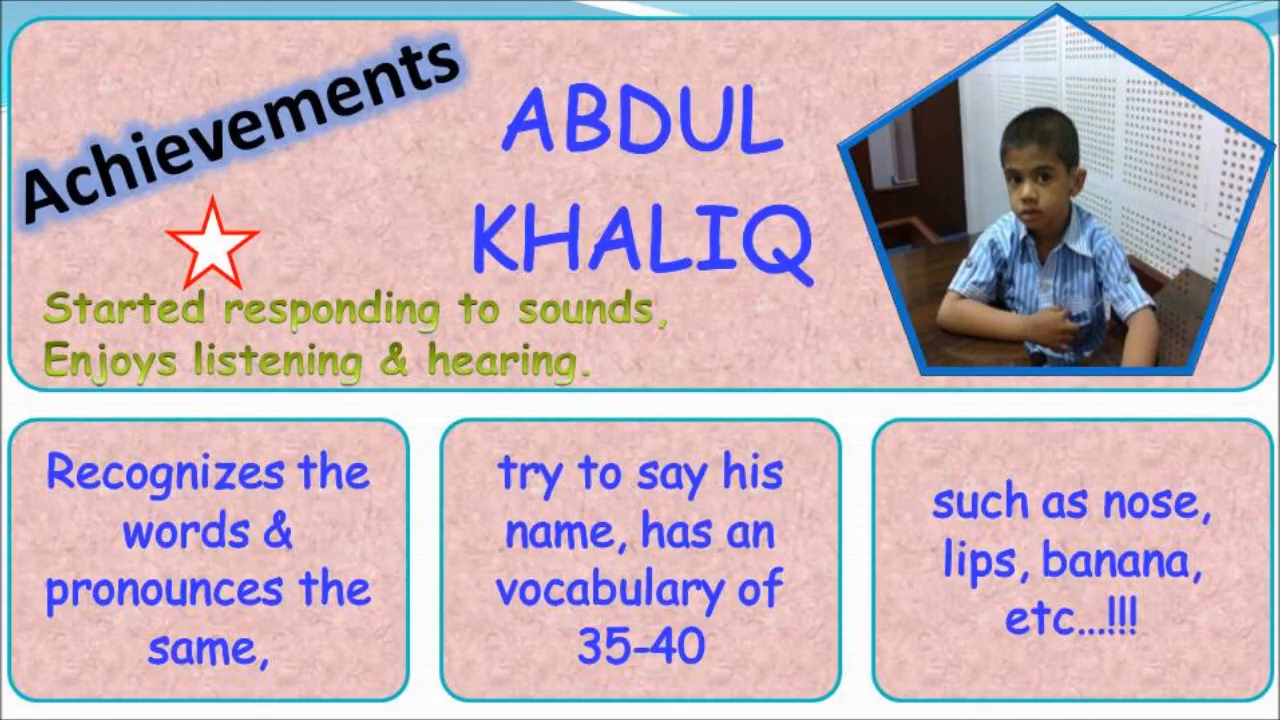 Achievements
ABDUL
KHALIQ
Started responding to sounds,
Enjoys listening & hearing.
Recognizes the
words &
pronounces the
same,
try to say his
name, has an
vocabulary of
35-40
such as nose,
lips, banana,
etc...!!!